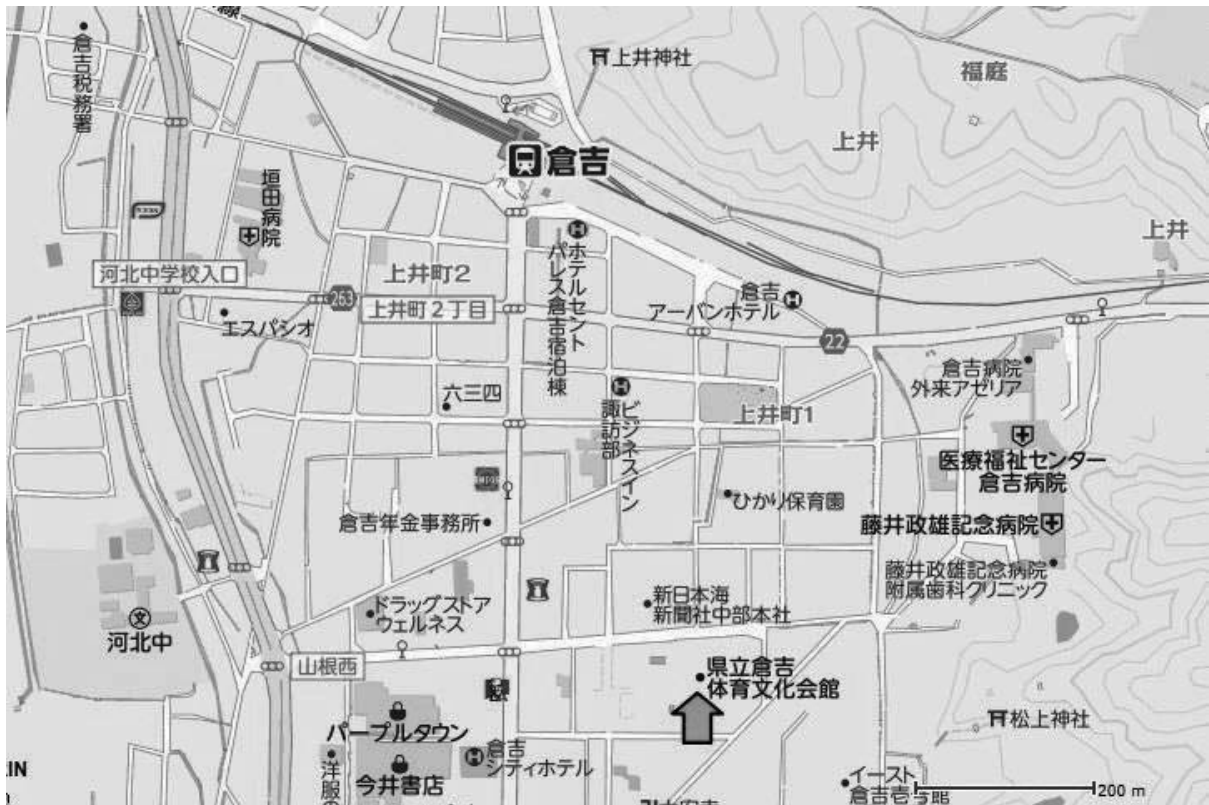 線
倉吉税務署
上井神社
福庭
上井
倉吉
垣田病院
上井
河北中学校入口
263
上井町2
上井町2丁目
エスパシオ
ホテルセント
パレス倉吉宿泊棟
倉吉
アーバンホテル
22
倉吉病院
外来アゼリア
六三四
ビジネスイン
諏訪部
上井町1
医療福祉センター
倉吉病院
ひかり保育園
倉吉年金事務所
藤井政雄記念病院
藤井政雄記念病院
附属歯科クリニック
文
河北中
ドラッグストア
ウェルネス
新日本海
新聞社中部本社
山根西
県立倉吉
体育文化会館
松上神社
パープルタウン
倉吉
シティホテル
今井書店
洋服の
イースト
倉吉壱号館
200 m